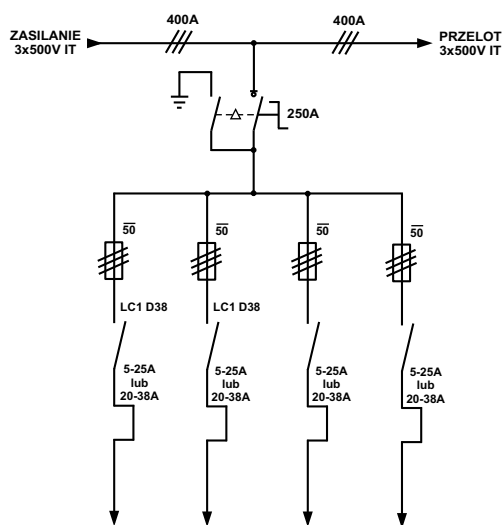 400A
400A
ZASILANIE
3x500V IT
PRZELOT
3x500V IT
250A
50
50
50
50
LC1 D38
LC1 D38
5-25A
lub
20-38A
5-25A
lub
20-38A
5-25A
lub
20-38A
5-25A
lub
20-38A